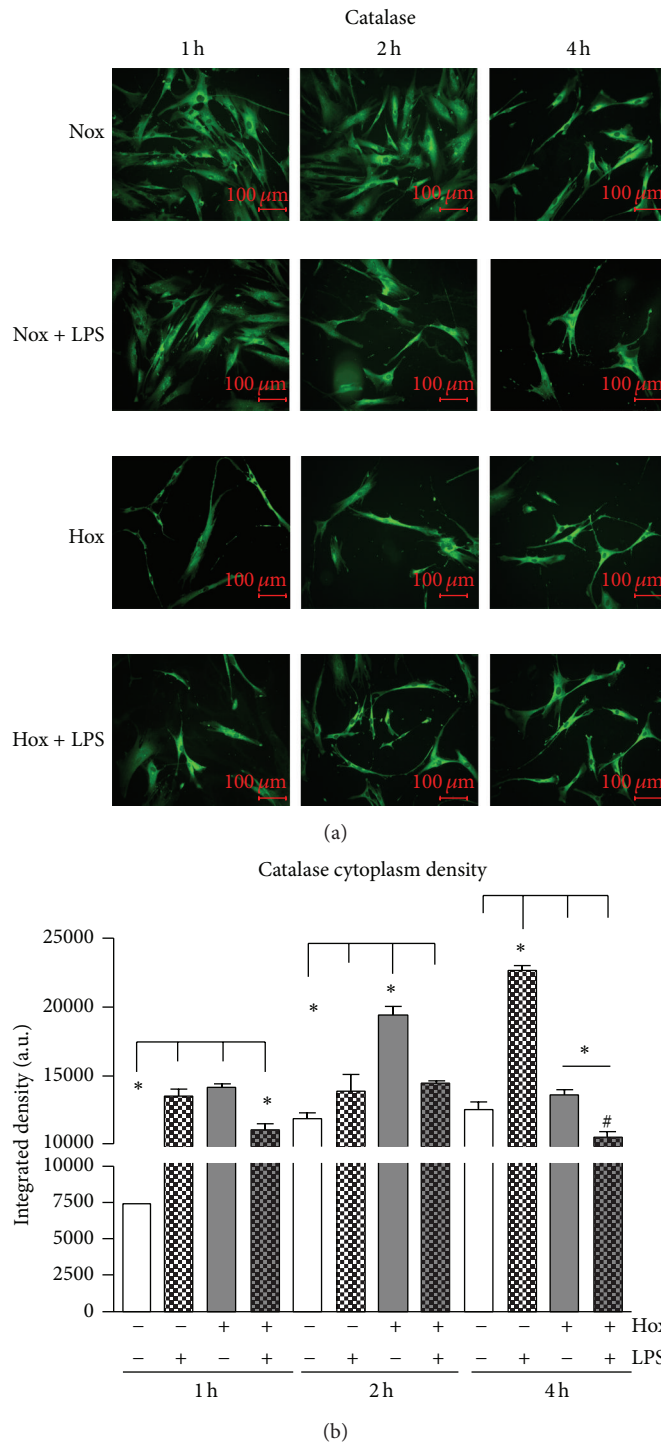 Catalase
1 h 2 h 4 h
Nox
100 μm 100 μm 100 μm
Nox + LPS
100 μm 100 μm 100 μm
Hox
100 μm 100 μm 100 μm
Hox + LPS
100 μm 100 μm 100 μm
(a)
Catalase cytoplasm density
Integrated density (a.u.)
25000
20000
15000
10000
10000
7500
5000
2500
0
* * * * * * #
− − + + − − + + − − + + Hox
− + − + − + − + − + − + LPS
1 h 2 h 4 h
(b)